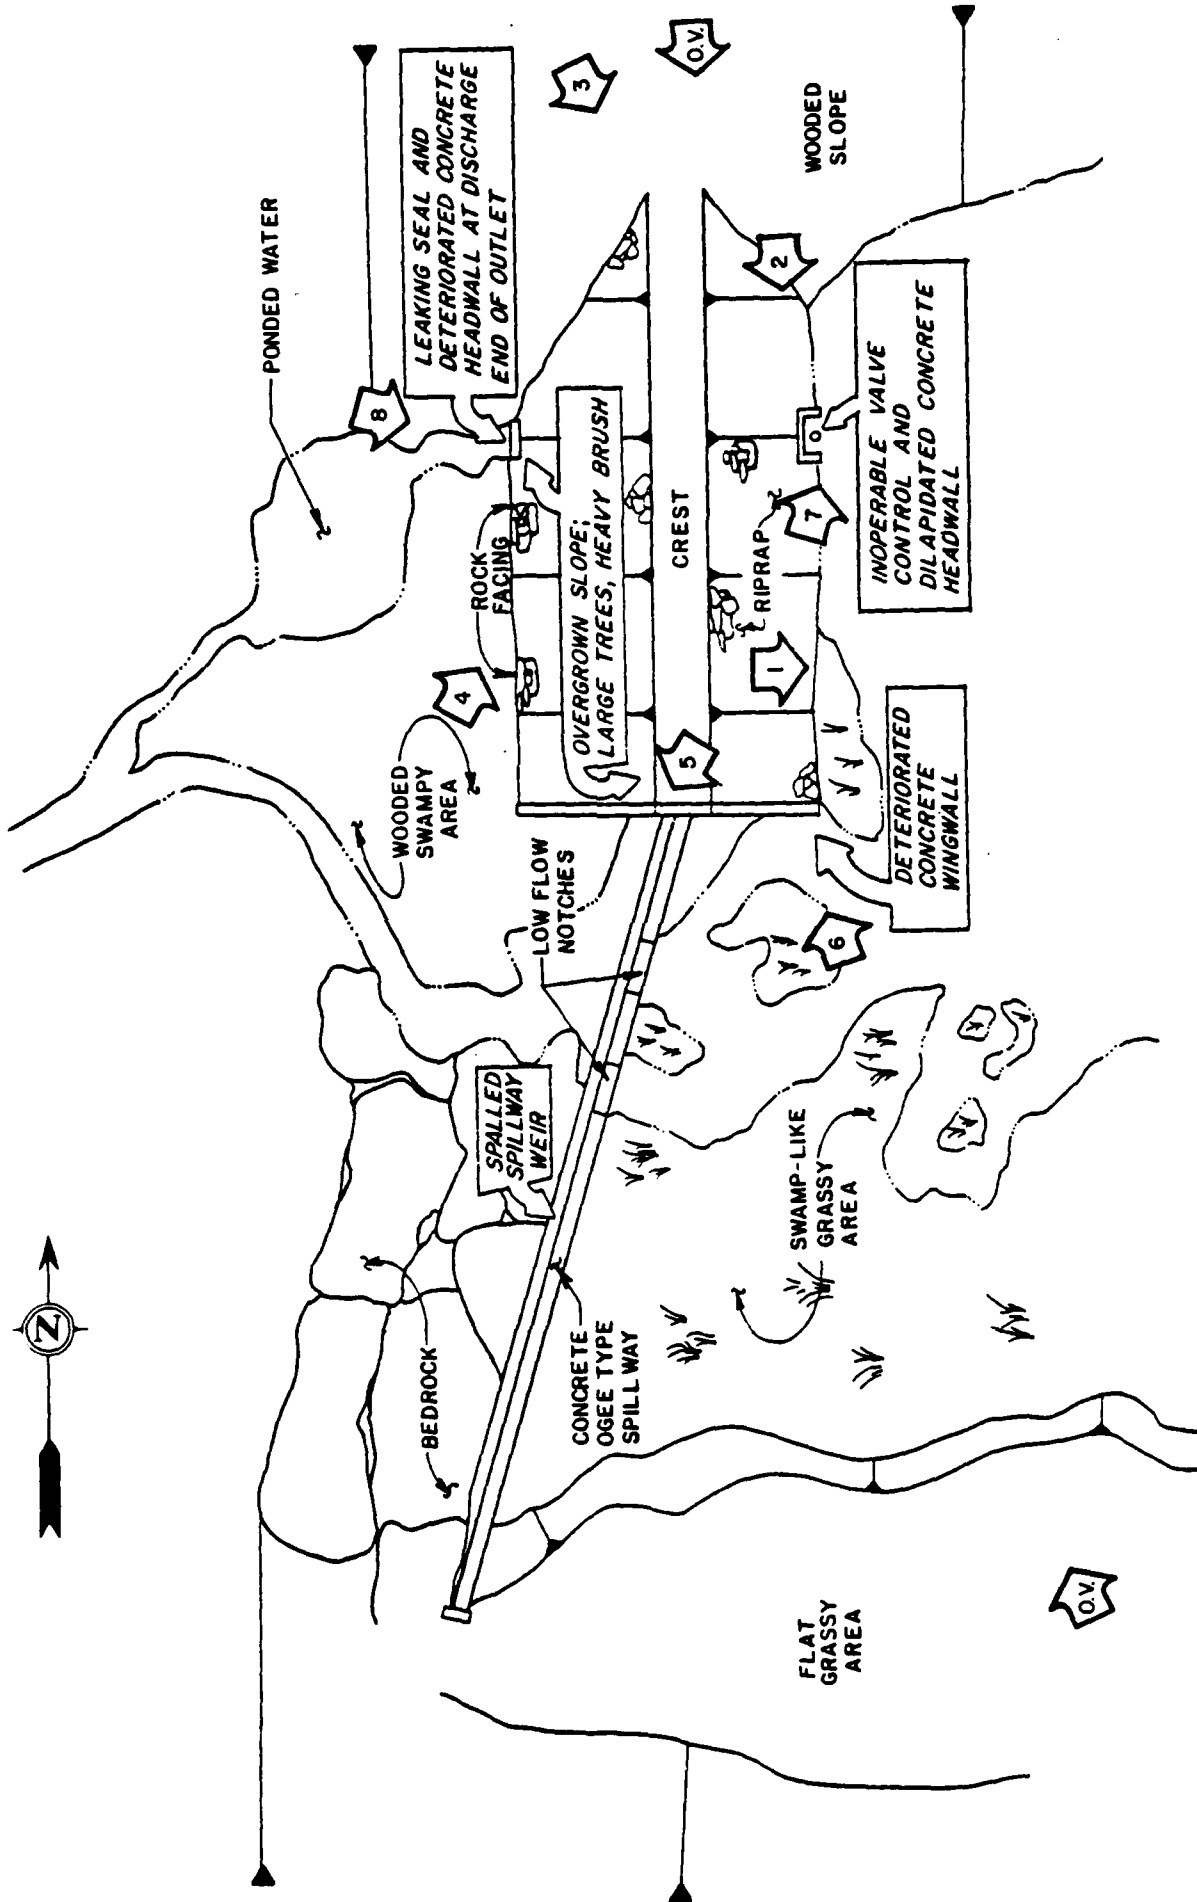 N
PONDED WATER
LEAKING SEAL AND
DETERIORATED CONCRETE
HEADWALL AT DISCHARGE
END OF OUTLET
3
O.V.
WOODED
SLOPE
8
2
ROCK
FACING
OVERGROWN SLOPE;
LARGE TREES, HEAVY BRUSH
CREST
RIPRAP
7
INOPERABLE VALVE
CONTROL AND
DILAPIDATED CONCRETE
HEADWALL
4
1
5
WOODED
SWAMPY
AREA
DETERIORATED
CONCRETE
WINGWALL
LOW FLOW
NOTCHES
6
SPALLED
SPILLWAY
WEIR
SWAMP-LIKE
GRASSY
AREA
BEDROCK
CONCRETE
OGEE TYPE
SPILLWAY
FLAT
GRASSY
AREA
O.V.